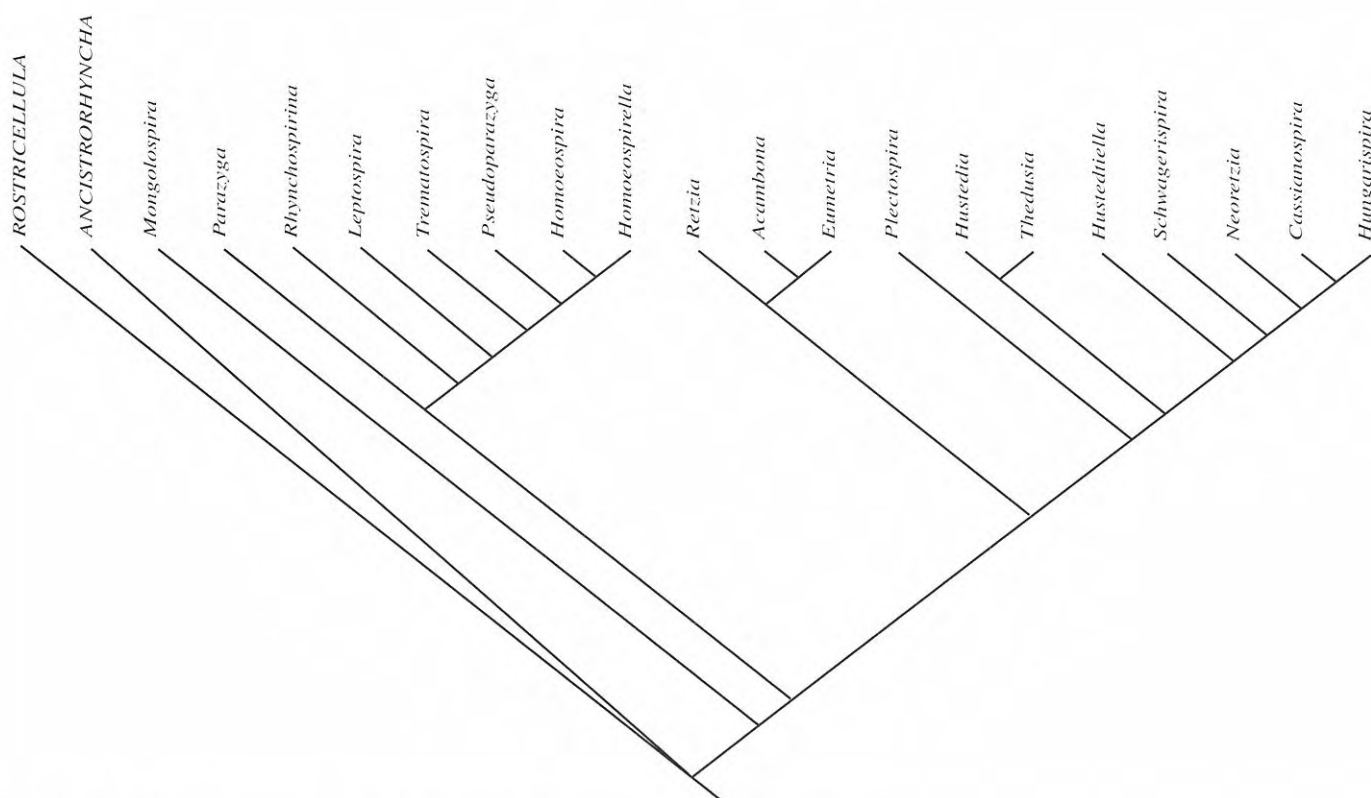 ROSTRICELLULA
ANCISTRORHYNCHA
Mongolospira
Parazyga
Rhynchospirina
Leptospira
Trematospira
Pseudoparazyga
Homoeospira
Homoeospirella
Retzia
Acambona
Eumetria
Plectospira
Hustedia
Thedusia
Hustedtiella
Schwagerispira
Neoretzia
Cassianospira
Hungarispira